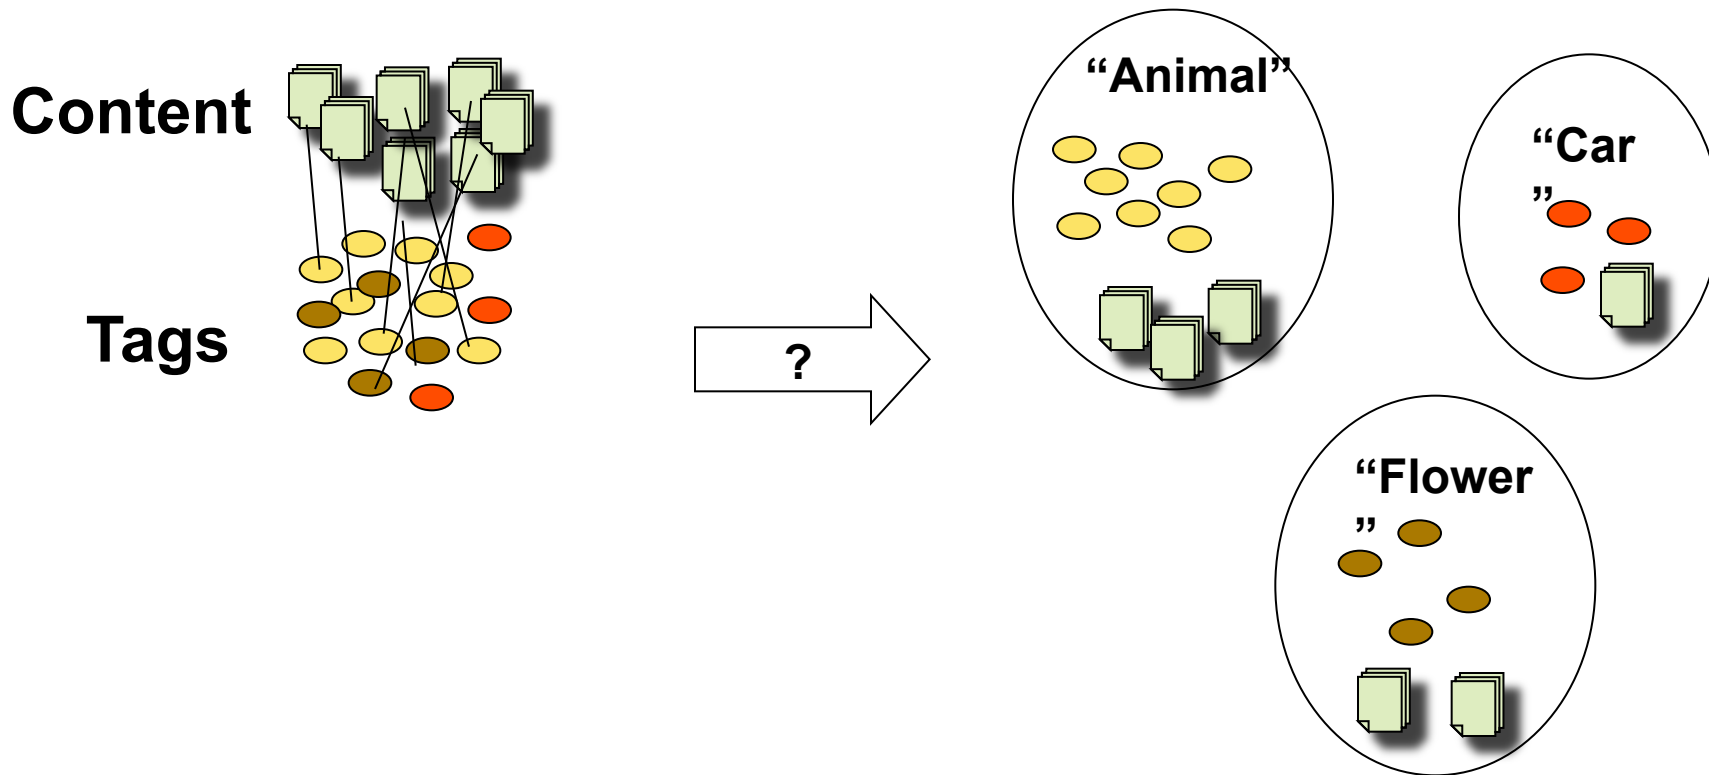 Content
Tags
?
“Animal”
“Car
”
“Flower
”